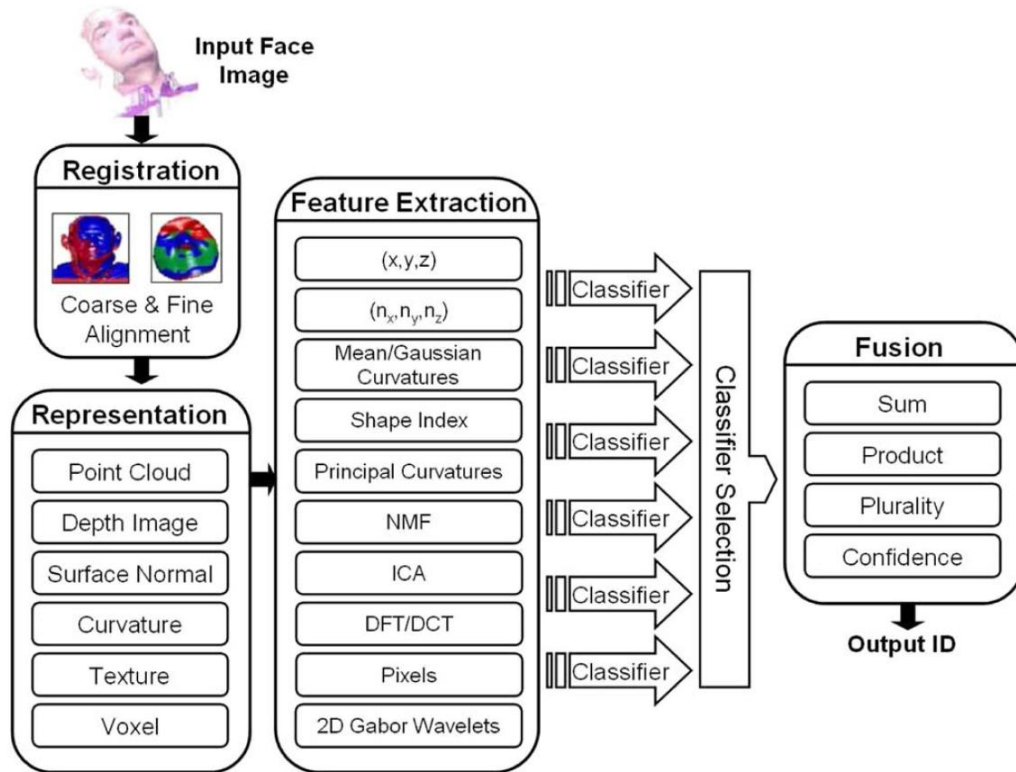 Input Face
Image
Registration
Coarse & Fine
Alignment
Representation
Point Cloud
Depth Image
Surface Normal
Curvature
Texture
Voxel
Feature Extraction
(x,y,z)
(nₓ,nᵧ,n_z)
Mean/Gaussian
Curvatures
Shape Index
Principal Curvatures
NMF
ICA
DFT/DCT
Pixels
2D Gabor Wavelets
Classifier
Classifier
Classifier
Classifier
Classifier
Classifier
Classifier Selection
Fusion
Sum
Product
Plurality
Confidence
Output ID